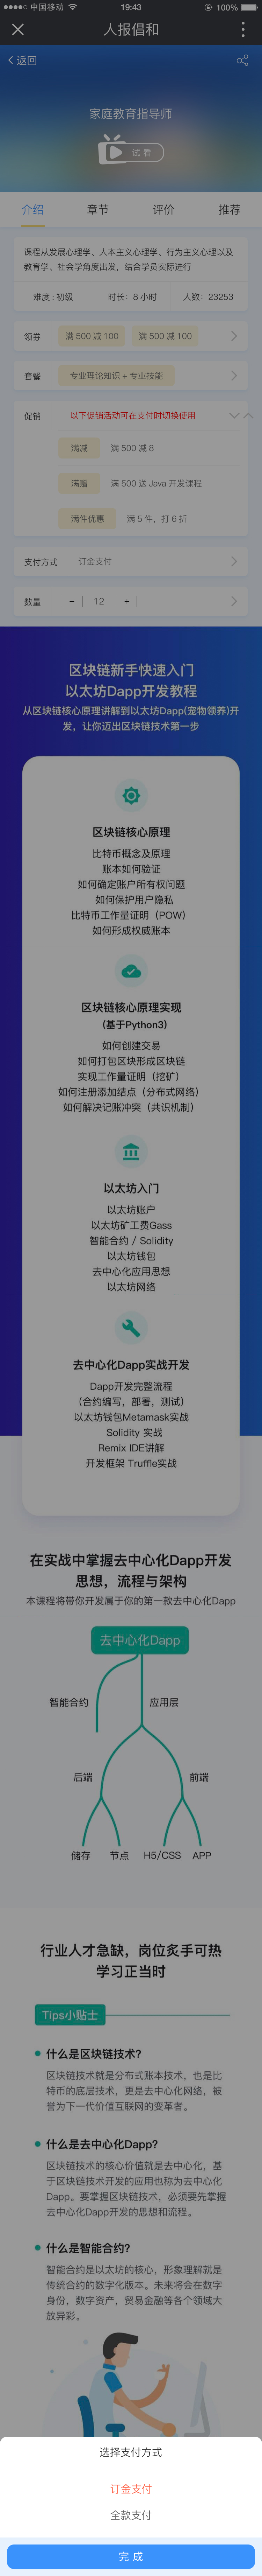 中国移动
19:43
100%
人报倡和
返回
家庭教育指导师
试看
介绍 章节 评价 推荐
课程从发展心理学、人本主义心理学、行为主义心理以及
教育学、社会学角度出发，结合学员实际进行
难度：初级 时长：8 小时 人数：23253
领券 满 500 减 100 满 500 减 100
套餐 专业理论知识 + 专业技能
促销 以下促销活动可在支付时切换使用
满减 满 500 减 8
满赠 满 500 送 Java 开发课程
满件优惠 满 5 件，打 6 折
支付方式 订金支付
数量 − 12 +
区块链新手快速入门
以太坊Dapp开发教程
从区块链核心原理讲解到以太坊Dapp(宠物领养)开
发，让你迈出区块链技术第一步
区块链核心原理
比特币概念及原理
账本如何验证
如何确定账户所有权问题
如何保护用户隐私
比特币工作量证明（POW）
如何形成权威账本
区块链核心原理实现
(基于Python3)
如何创建交易
如何打包区块形成区块链
实现工作量证明（挖矿）
如何注册添加结点（分布式网络）
如何解决记账冲突（共识机制）
以太坊入门
以太坊账户
以太坊矿工费Gass
智能合约 / Solidity
以太坊钱包
去中心化应用思想
以太坊网络
去中心化Dapp实战开发
Dapp开发完整流程
（合约编写，部署，测试）
以太坊钱包Metamask实战
Solidity 实战
Remix IDE讲解
开发框架 Truffle实战
在实战中掌握去中心化Dapp开发
思想，流程与架构
本课程将带你开发属于你的第一款去中心化Dapp
去中心化Dapp
智能合约 应用层
后端 前端
储存 节点 H5/CSS APP
行业人才急缺，岗位炙手可热
学习正当时
Tips小贴士
什么是区块链技术?
区块链技术就是分布式账本技术，也是比
特币的底层技术，更是去中心化网络，被
誉为下一代价值互联网的变革者。
什么是去中心化Dapp?
区块链技术的核心价值就是去中心化，基
于区块链技术开发的应用也称为去中心化
Dapp。要掌握区块链技术，必须要先掌握
去中心化Dapp开发的思想和流程。
什么是智能合约?
智能合约是以太坊的核心，形象理解就是
传统合约的数字化版本。未来将会在数字
身份，数字资产，贸易金融等各个领域大
放异彩。
选择支付方式
订金支付
全款支付
完 成